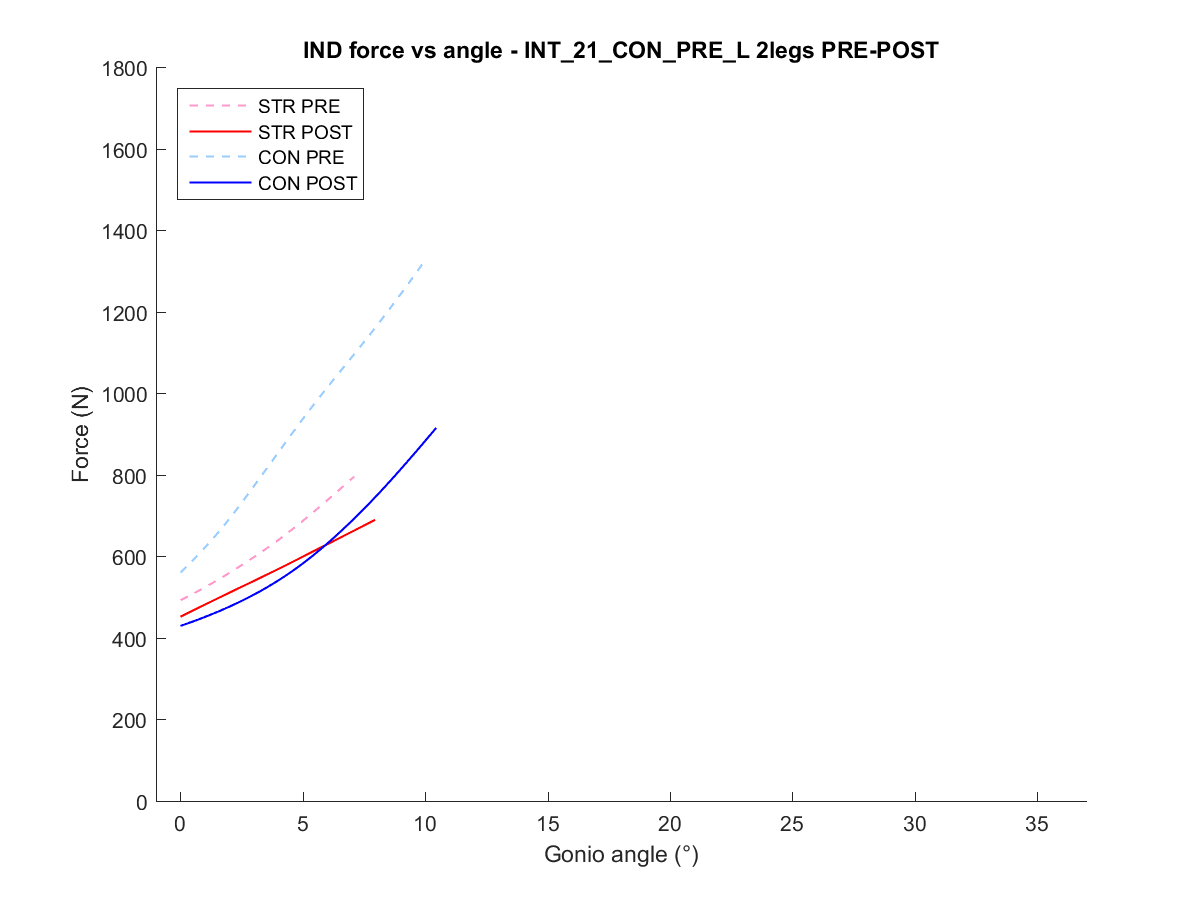 IND force vs angle - INT_21_CON_PRE_L 2legs PRE-POST
1800
1600
1400
1200
1000
800
600
400
200
0
STR PRE
STR POST
CON PRE
CON POST
Force (N)
0 5 10 15 20 25 30 35
Gonio angle (°)